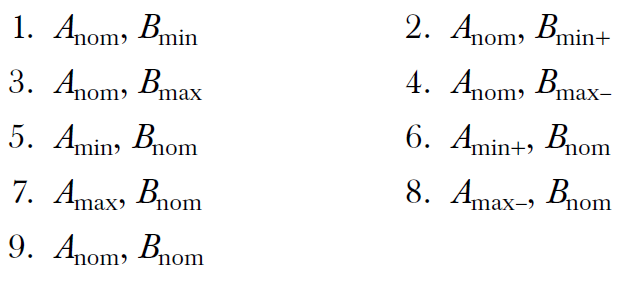 1. Anom, Bmin 2. Anom, Bmin+
3. Anom, Bmax 4. Anom, Bmax–
5. Amin, Bnom 6. Amin+, Bnom
7. Amax, Bnom 8. Amax–, Bnom
9. Anom, Bnom